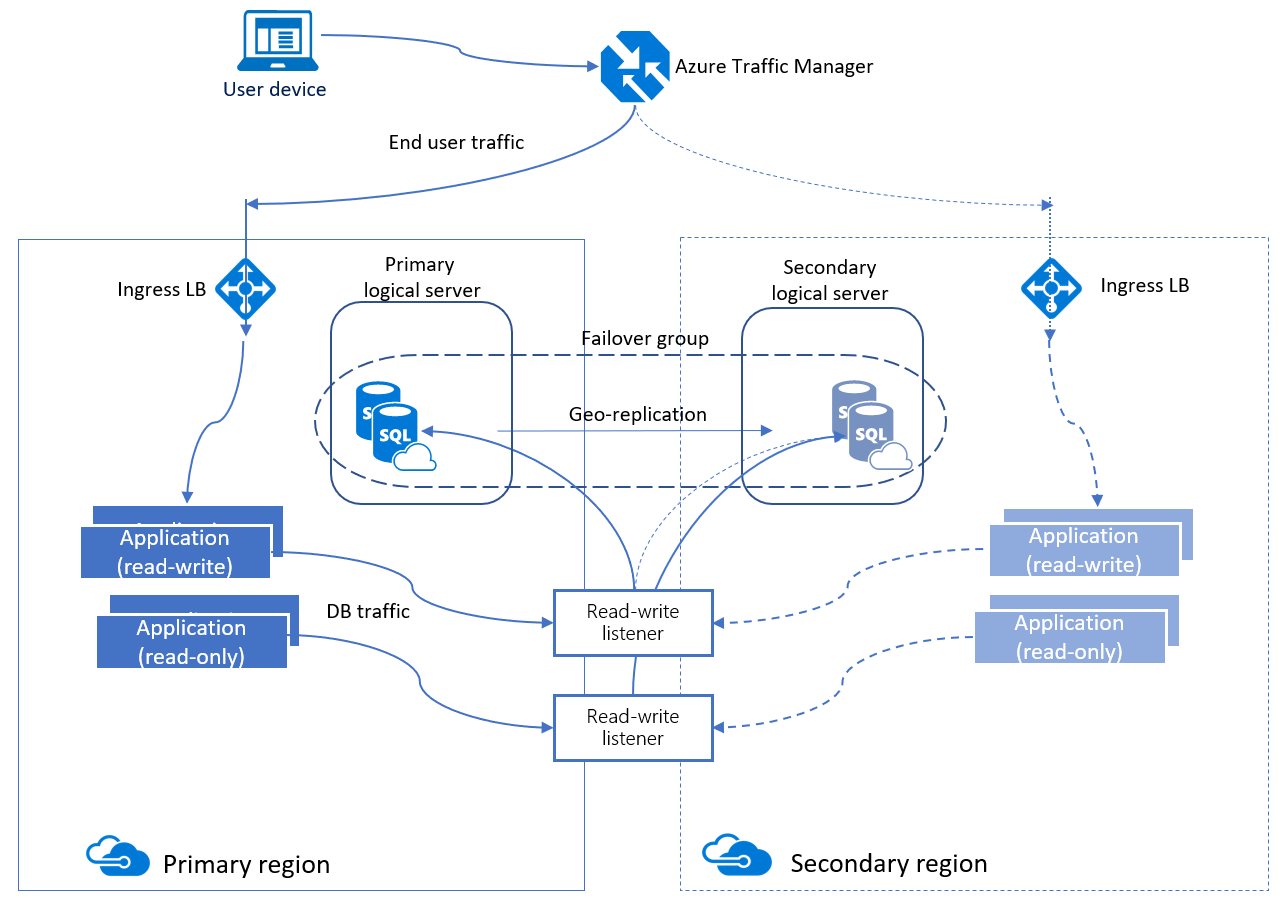 User device
Azure Traffic Manager
End user traffic
Ingress LB
Primary
logical server
Secondary
logical server
Ingress LB
Failover group
Geo-replication
SQL
SQL
Application
(read-write)
Application
(read-only)
DB traffic
Read-write
listener
Read-write
listener
Application
(read-write)
Application
(read-only)
Primary region
Secondary region